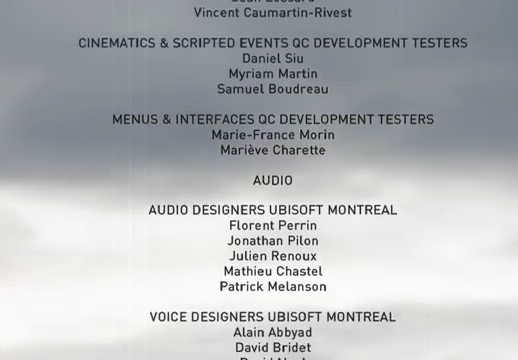 Vincent Caumartin-Rivest
CINEMATICS & SCRIPTED EVENTS QC DEVELOPMENT TESTERS
Daniel Siu
Myriam Martin
Samuel Boudreau
MENUS & INTERFACES QC DEVELOPMENT TESTERS
Marie-France Morin
Mariève Charette
AUDIO
AUDIO DESIGNERS UBISOFT MONTREAL
Florent Perrin
Jonathan Pilon
Julien Renoux
Mathieu Chastel
Patrick Melanson
VOICE DESIGNERS UBISOFT MONTREAL
Alain Abbyad
David Bridet